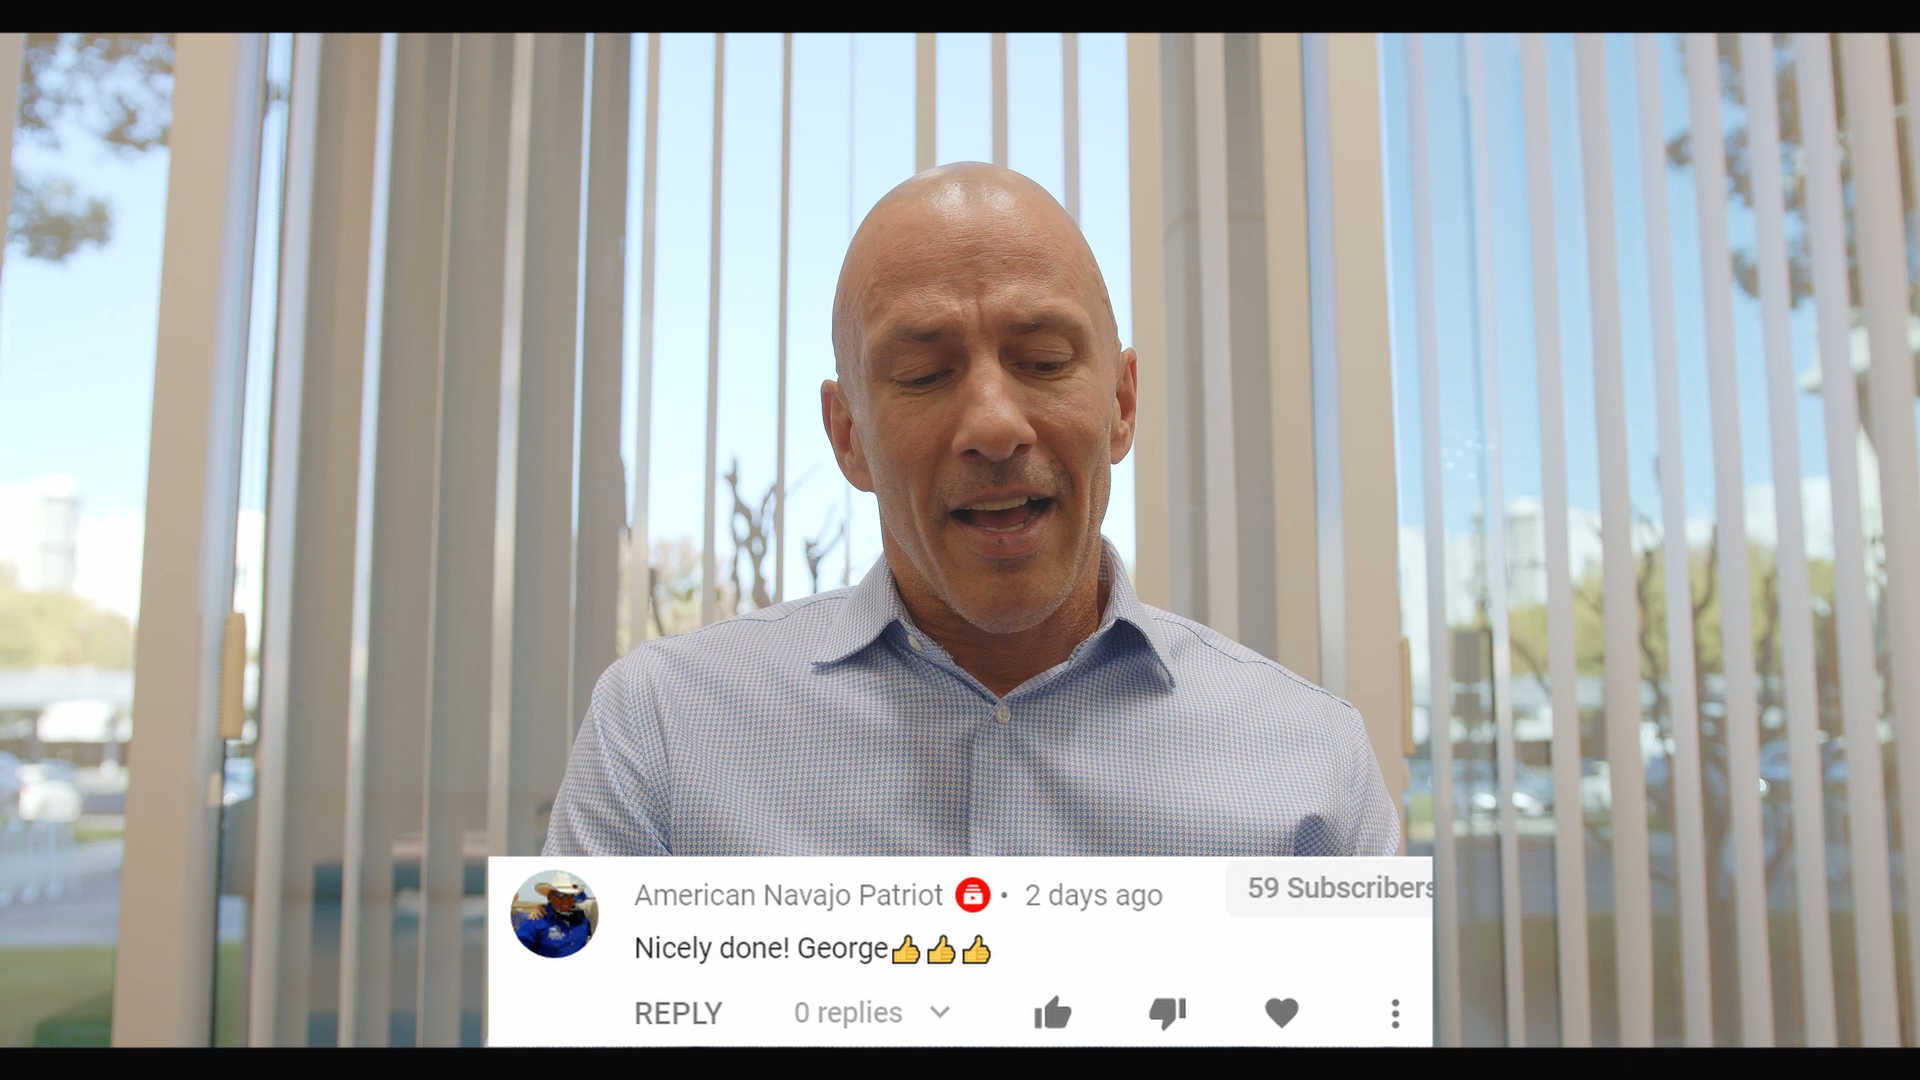 American Navajo Patriot • 2 days ago
59 Subscribers
Nicely done! George👍👍👍
REPLY 0 replies